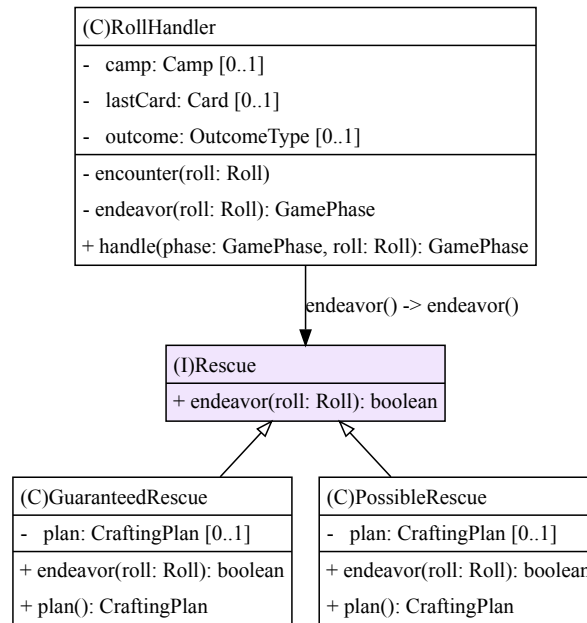 (C)RollHandler
- camp: Camp [0..1]
- lastCard: Card [0..1]
- outcome: OutcomeType [0..1]
- encounter(roll: Roll)
- endeavor(roll: Roll): GamePhase
+ handle(phase: GamePhase, roll: Roll): GamePhase
endeavor() -> endeavor()
(I)Rescue
+ endeavor(roll: Roll): boolean
(C)GuaranteedRescue
- plan: CraftingPlan [0..1]
+ endeavor(roll: Roll): boolean
+ plan(): CraftingPlan
(C)PossibleRescue
- plan: CraftingPlan [0..1]
+ endeavor(roll: Roll): boolean
+ plan(): CraftingPlan